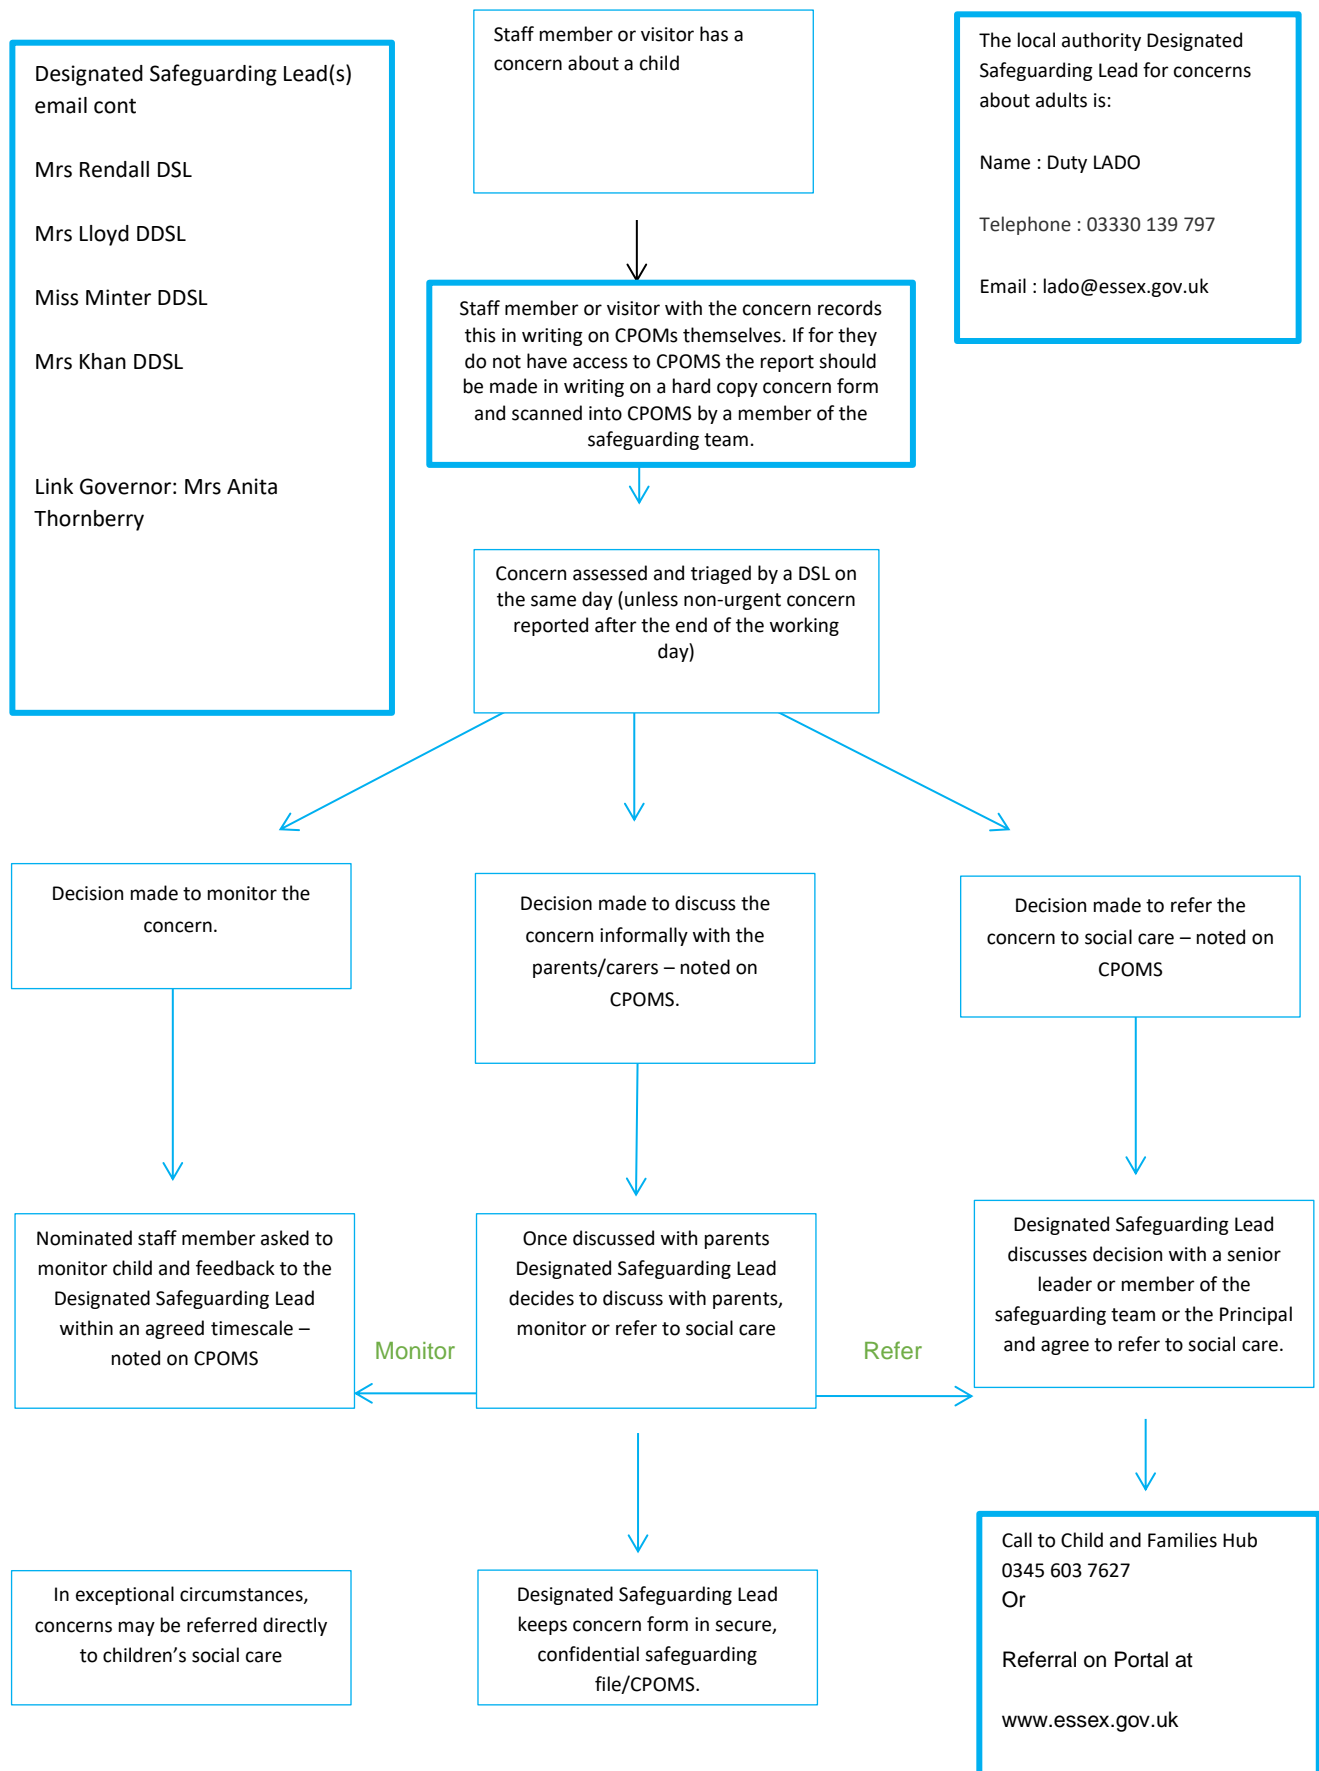 Designated Safeguarding Lead(s)
email cont
Mrs Rendall DSL
Mrs Lloyd DDSL
Miss Minter DDSL
Mrs Khan DDSL
Link Governor: Mrs Anita
Thornberry
Staff member or visitor has a
concern about a child
The local authority Designated
Safeguarding Lead for concerns
about adults is:
Name : Duty LADO
Telephone : 03330 139 797
Email : lado@essex.gov.uk
Staff member or visitor with the concern records
this in writing on CPOMs themselves. If for they
do not have access to CPOMS the report should
be made in writing on a hard copy concern form
and scanned into CPOMS by a member of the
safeguarding team.
Concern assessed and triaged by a DSL on
the same day (unless non-urgent concern
reported after the end of the working
day)
Decision made to monitor the
concern.
Decision made to discuss the
concern informally with the
parents/carers – noted on
CPOMS.
Decision made to refer the
concern to social care – noted on
CPOMS
Nominated staff member asked to
monitor child and feedback to the
Designated Safeguarding Lead
within an agreed timescale –
noted on CPOMS
Monitor
Once discussed with parents
Designated Safeguarding Lead
decides to discuss with parents,
monitor or refer to social care
Refer
Designated Safeguarding Lead
discusses decision with a senior
leader or member of the
safeguarding team or the Principal
and agree to refer to social care.
In exceptional circumstances,
concerns may be referred directly
to children's social care
Designated Safeguarding Lead
keeps concern form in secure,
confidential safeguarding
file/CPOMS.
Call to Child and Families Hub
0345 603 7627
Or
Referral on Portal at
www.essex.gov.uk